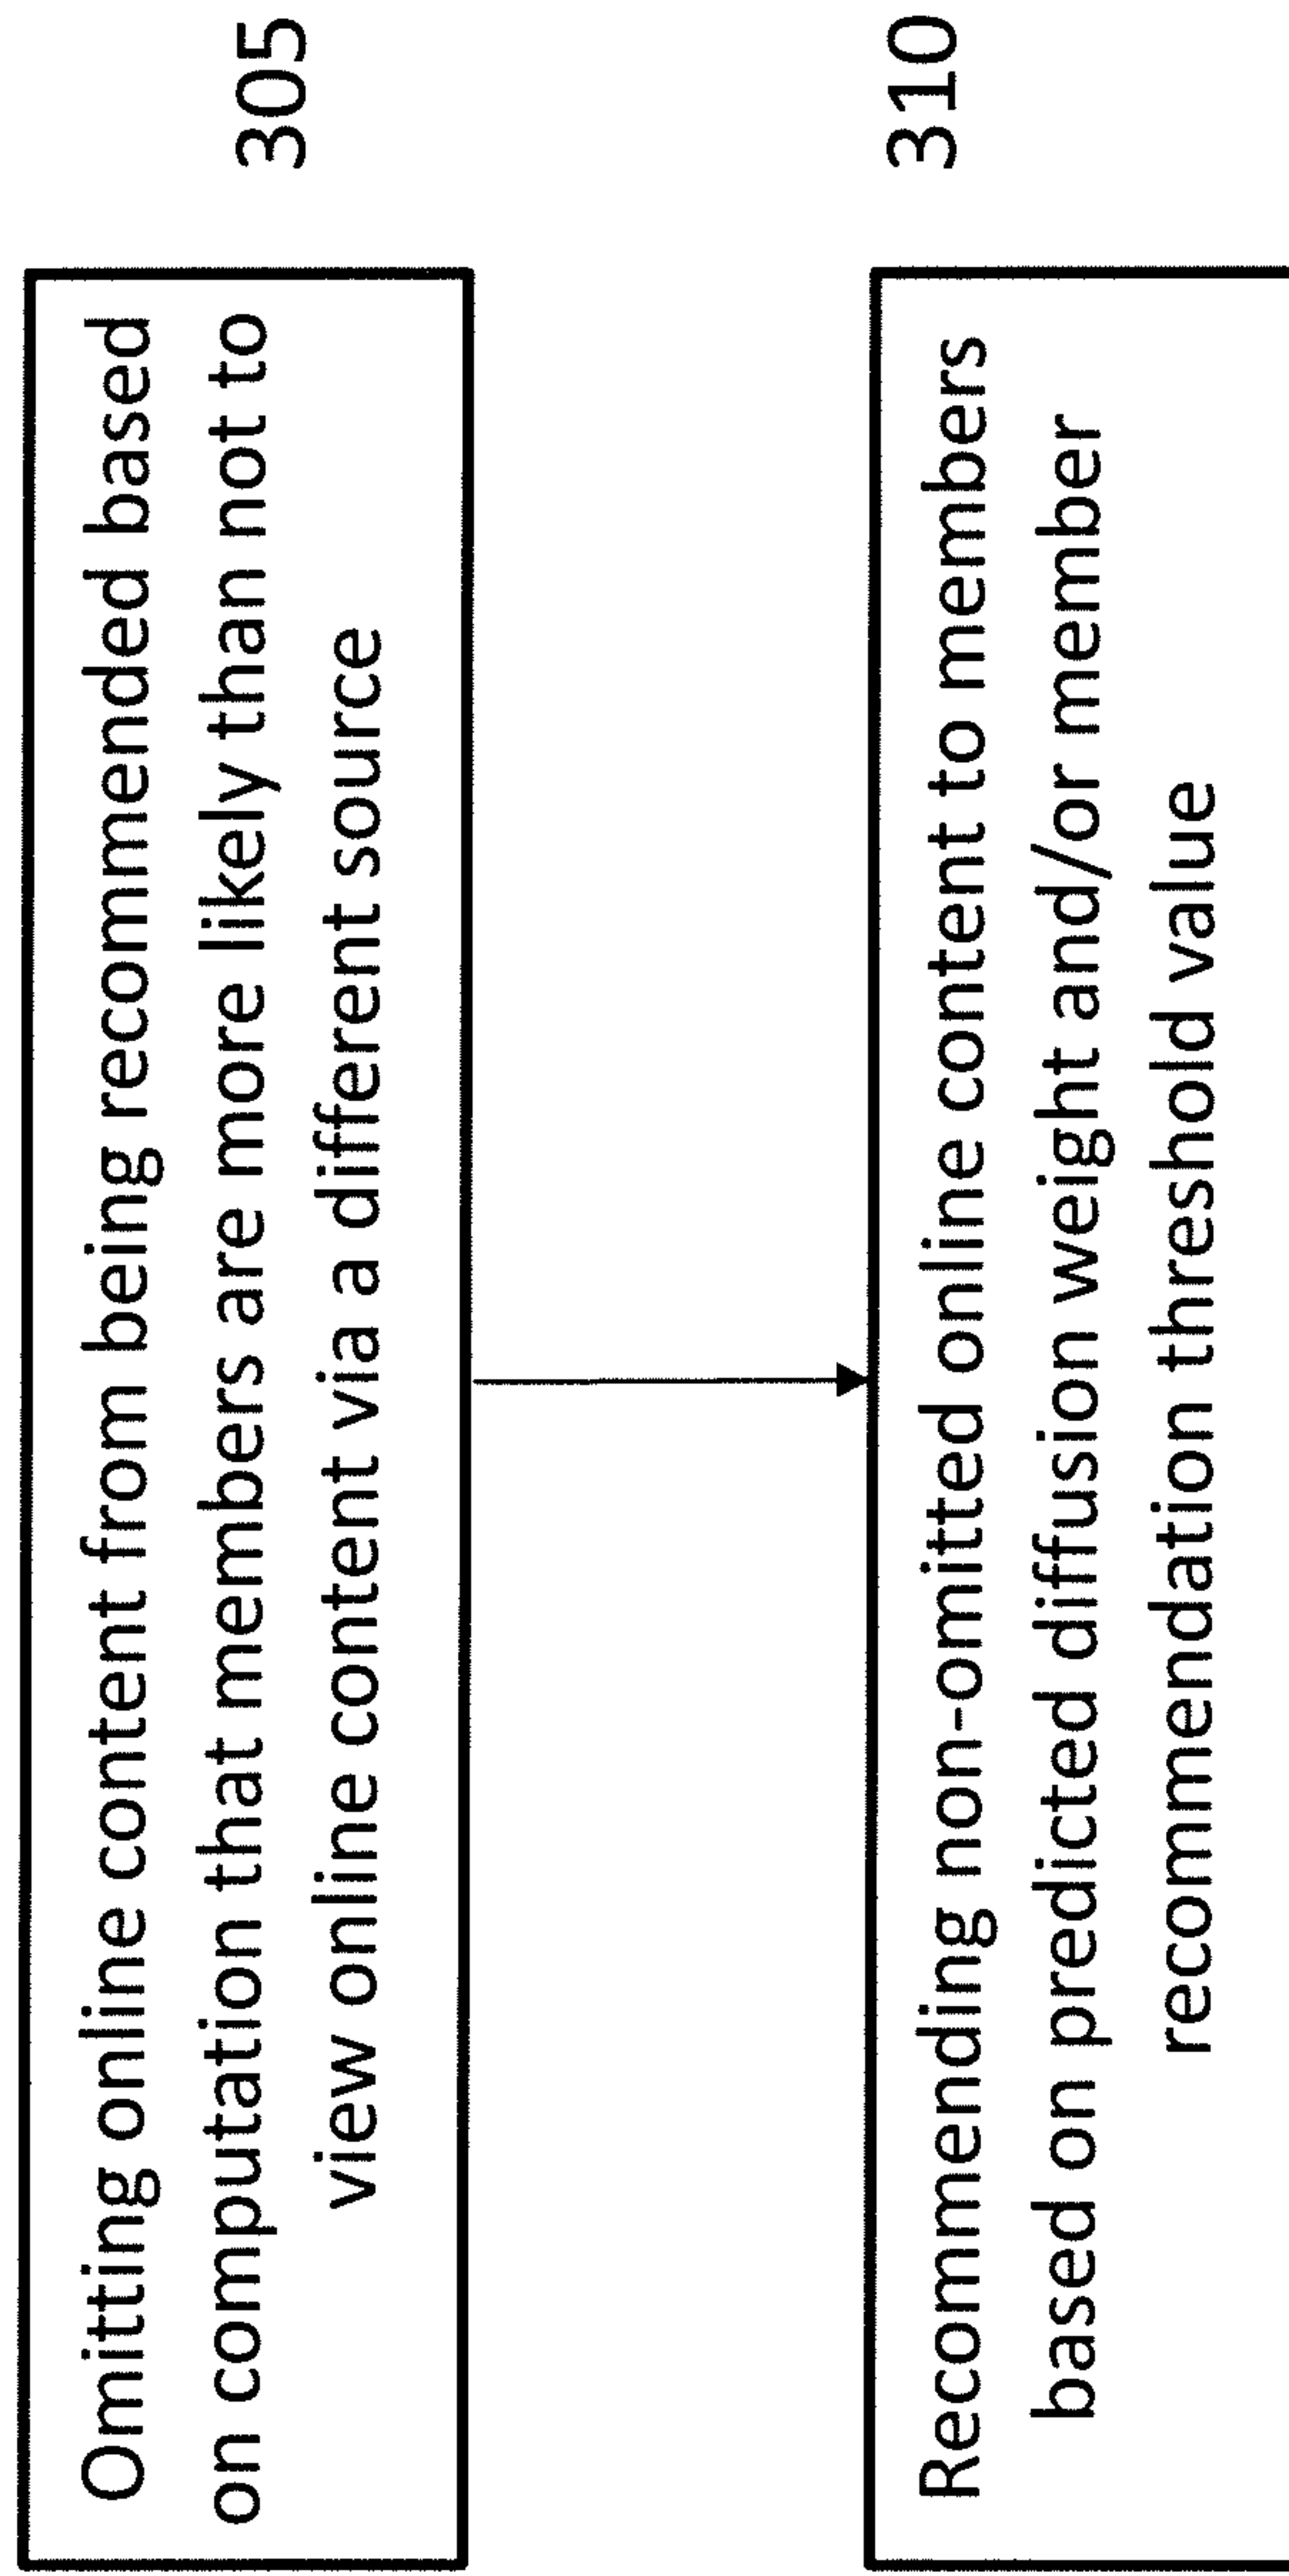 Omitting online content from being recommended based
on computation that members are more likely than not to
view online content via a different source
305
Recommending non-omitted online content to members
based on predicted diffusion weight and/or member
recommendation threshold value
310